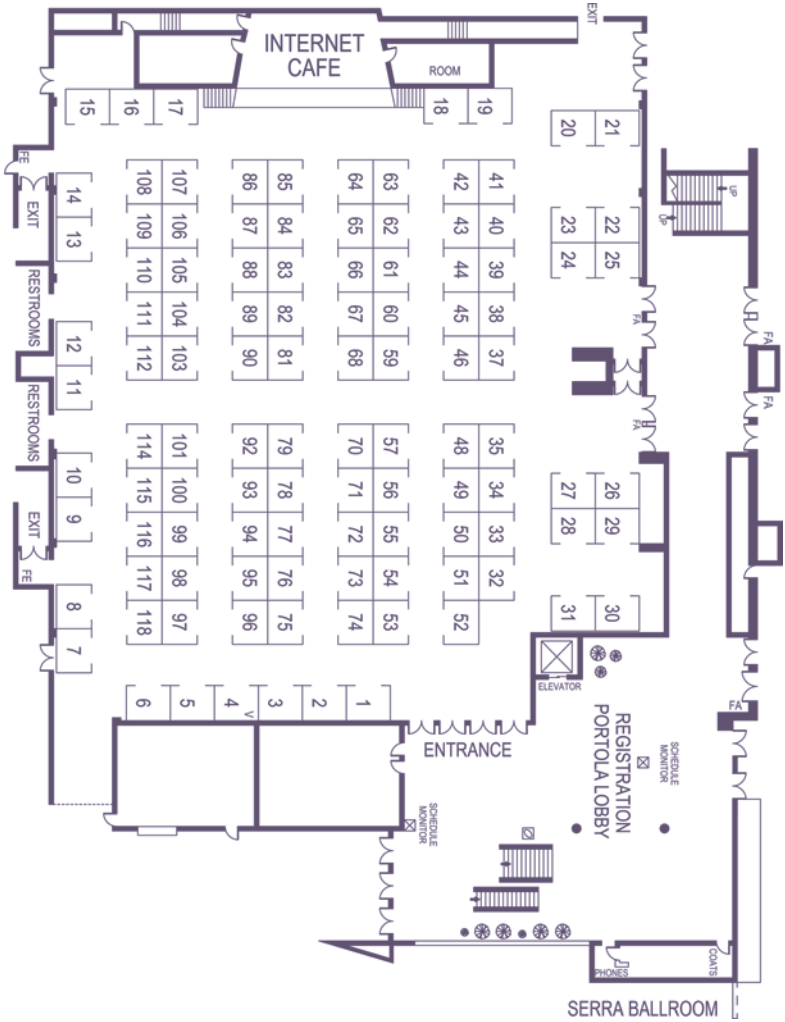 EXIT
INTERNET
CAFE
ROOM
15 16 17
18 19
20 21
FE
EXIT
14
13
108 107
109 106
110 105
111 104
112 103
86 85
87 84
88 83
89 82
90 81
64 63
65 62
66 61
67 60
68 59
42 41
43 40
44 39
45 38
46 37
23 22
24 25
UP
UP
RESTROOMS
RESTROOMS
12
11
FA
FA
FA
FA
10
9
EXIT
FE
8
7
114 101
115 100
116 99
117 98
118 97
92 79
93 78
94 77
95 76
96 75
70 57
71 56
72 55
73 54
74 53
48 35
49 34
50 33
51 32
52
27 26
28 29
31 30
6 5 4 3 2 1
V
ELEVATOR
ENTRANCE
FA
REGISTRATION
PORTOLA LOBBY
SCHEDULE
MONITOR
SCHEDULE
MONITOR
PHONES
COATS
SERRA BALLROOM